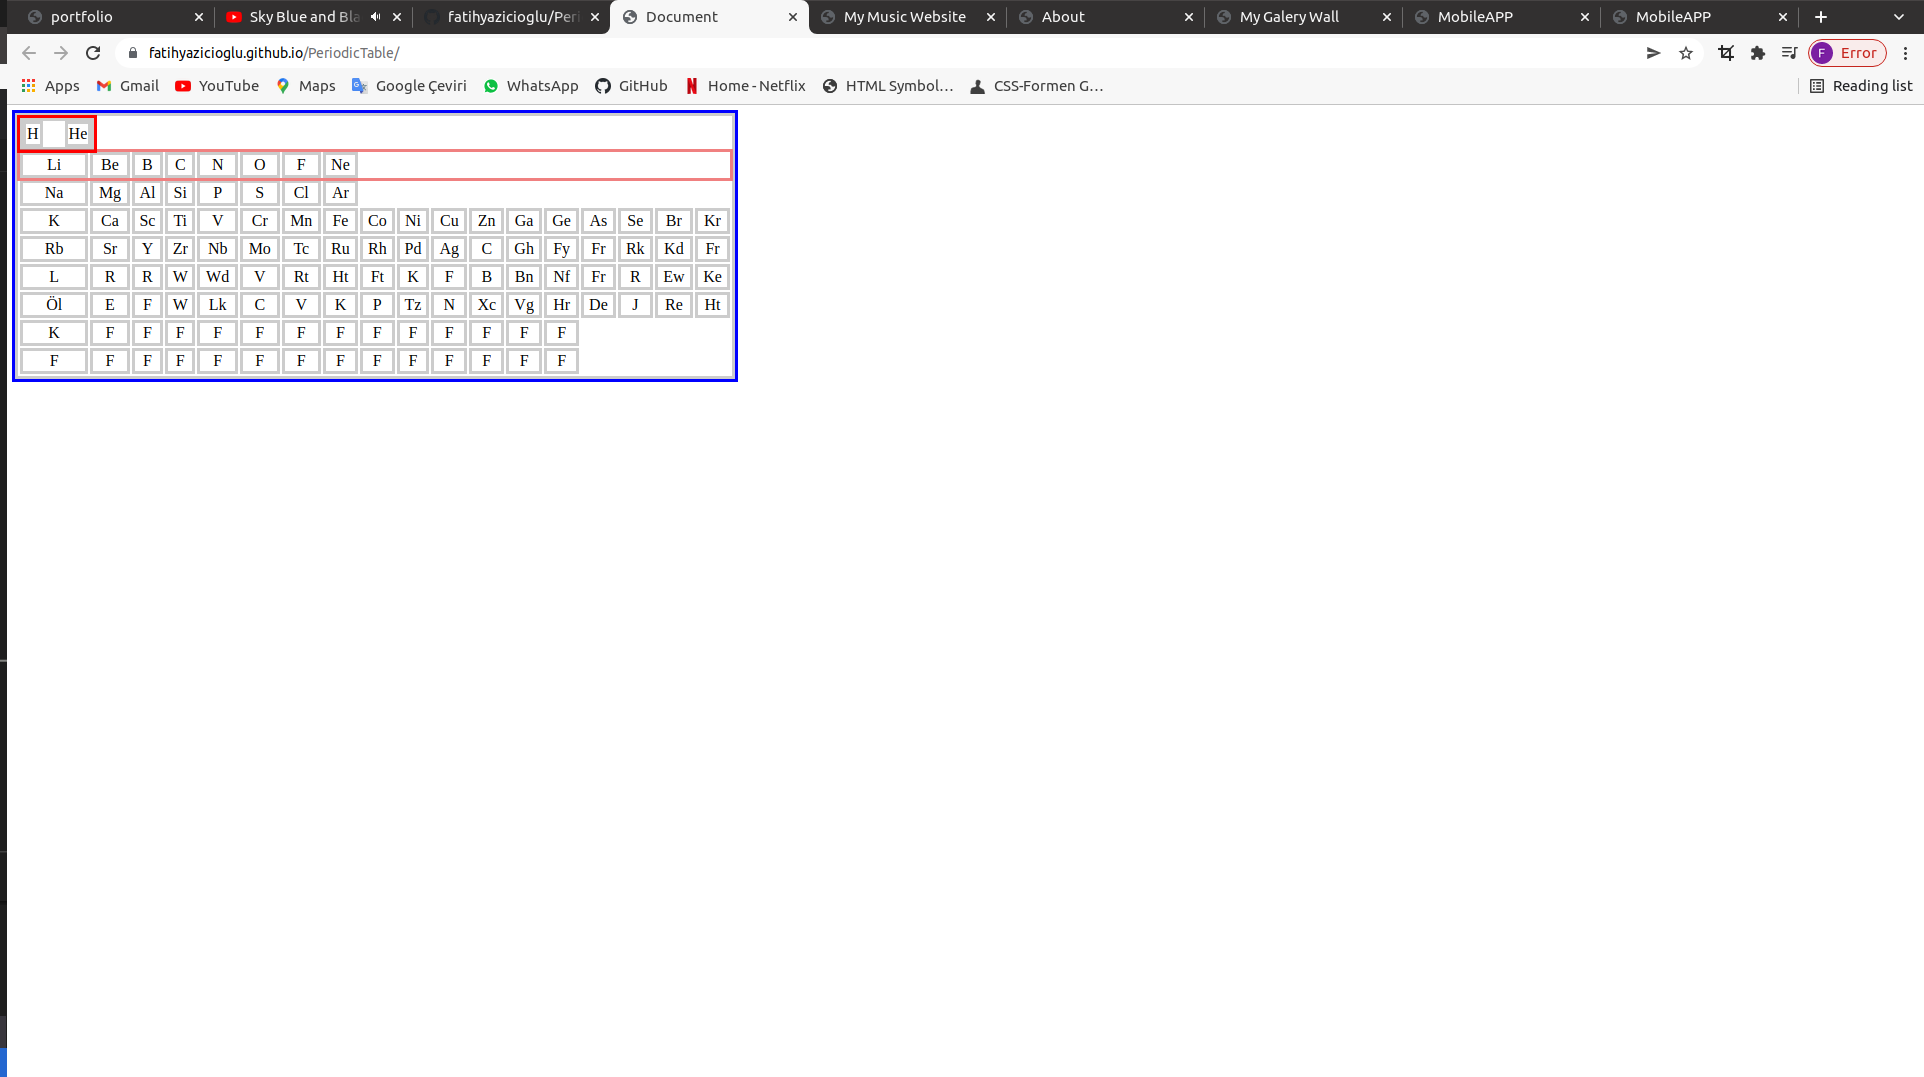 portfolio Sky Blue and Bla fatihyazicioglu/Peri Document My Music Website About My Galery Wall MobileAPP MobileAPP
fatihyazicioglu.github.io/PeriodicTable/ F Error
Apps Gmail YouTube Maps Google Çeviri WhatsApp GitHub Home - Netflix HTML Symbol… CSS-Formen G… Reading list
H He
Li Be B C N O F Ne
Na Mg Al Si P S Cl Ar
K Ca Sc Ti V Cr Mn Fe Co Ni Cu Zn Ga Ge As Se Br Kr
Rb Sr Y Zr Nb Mo Tc Ru Rh Pd Ag C Gh Fy Fr Rk Kd Fr
L R R W Wd V Rt Ht Ft K F B Bn Nf Fr R Ew Ke
Öl E F W Lk C V K P Tz N Xc Vg Hr De J Re Ht
K F F F F F F F F F F F F F
F F F F F F F F F F F F F F